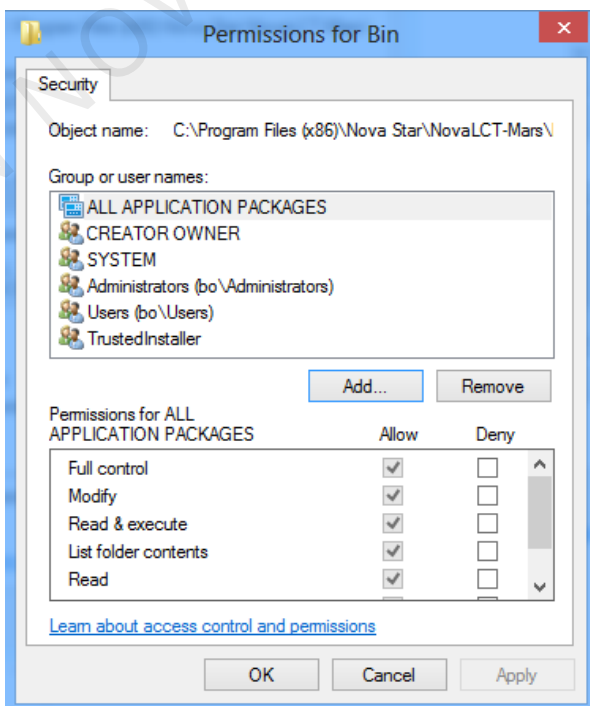 Permissions for Bin
Security
Object name: C:\Program Files (x86)\Nova Star\NovaLCT-Mars\
Group or user names:
ALL APPLICATION PACKAGES
CREATOR OWNER
SYSTEM
Administrators (bo\Administrators)
Users (bo\Users)
TrustedInstaller
Add... Remove
Permissions for ALL
APPLICATION PACKAGES Allow Deny
Full control
Modify
Read & execute
List folder contents
Read
Learn about access control and permissions
OK Cancel Apply